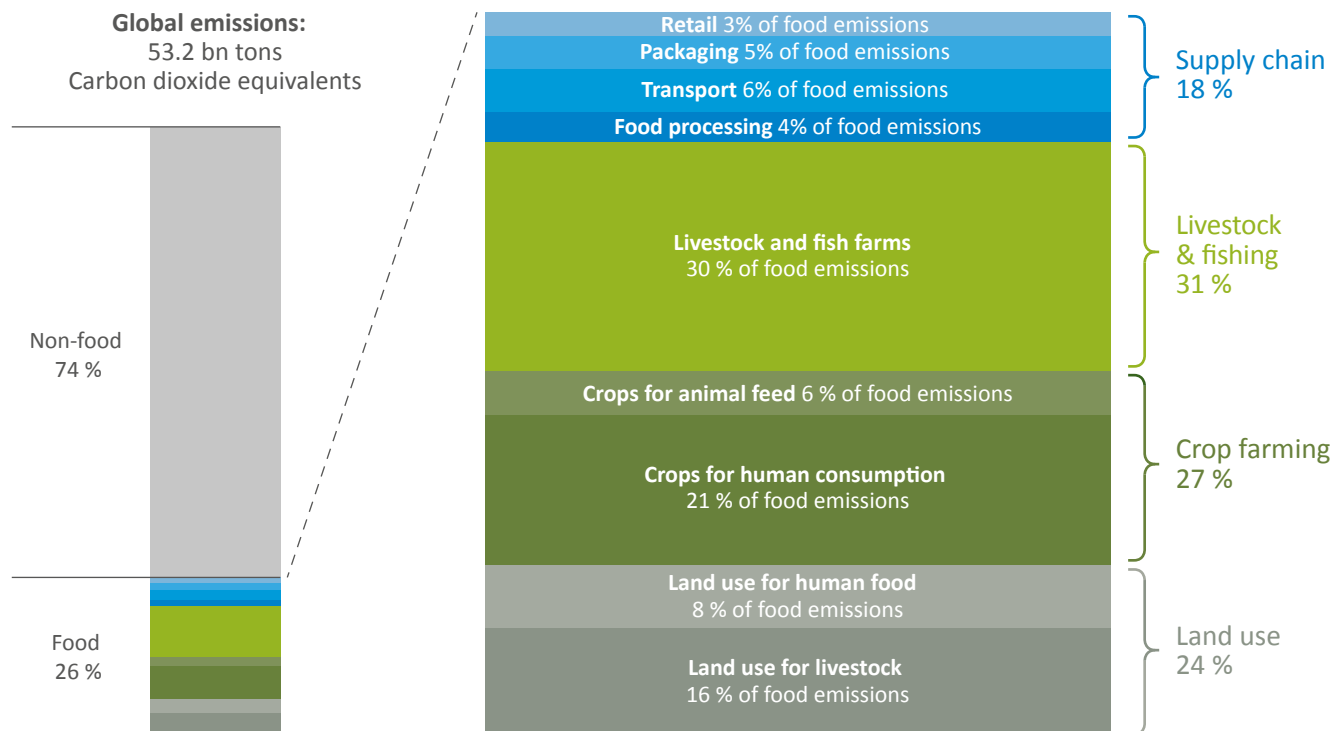 Global emissions:
53.2 bn tons
Carbon dioxide equivalents
Non-food
74 %
Food
26 %
Retail 3% of food emissions
Packaging 5% of food emissions
Transport 6% of food emissions
Food processing 4% of food emissions
Livestock and fish farms
30 % of food emissions
Crops for animal feed 6 % of food emissions
Crops for human consumption
21 % of food emissions
Land use for human food
8 % of food emissions
Land use for livestock
16 % of food emissions
Supply chain
18 %
Livestock
& fishing
31 %
Crop farming
27 %
Land use
24 %